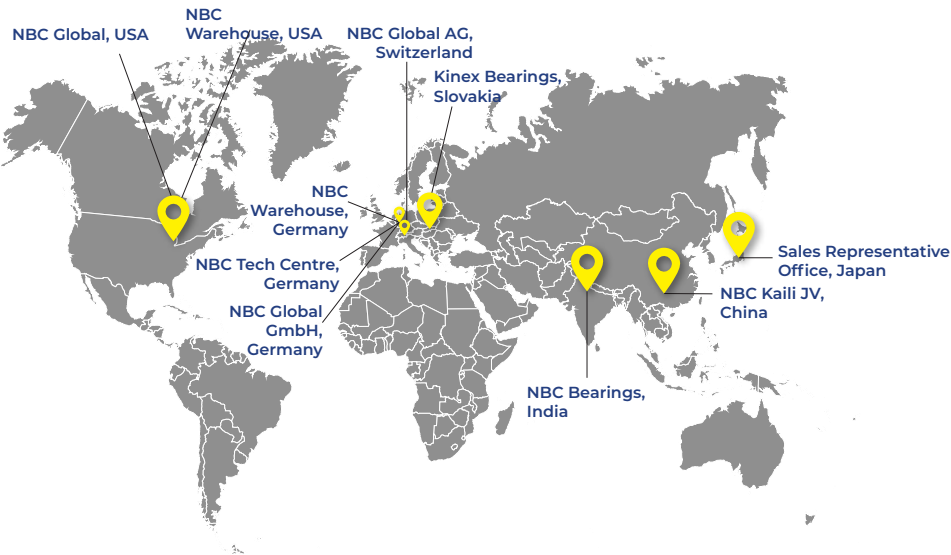 NBC Global, USA
NBC
Warehouse, USA
NBC Global AG,
Switzerland
Kinex Bearings,
Slovakia
NBC
Warehouse,
Germany
NBC Tech Centre,
Germany
NBC Global
GmbH,
Germany
Sales Representative
Office, Japan
NBC Kaili JV,
China
NBC Bearings,
India